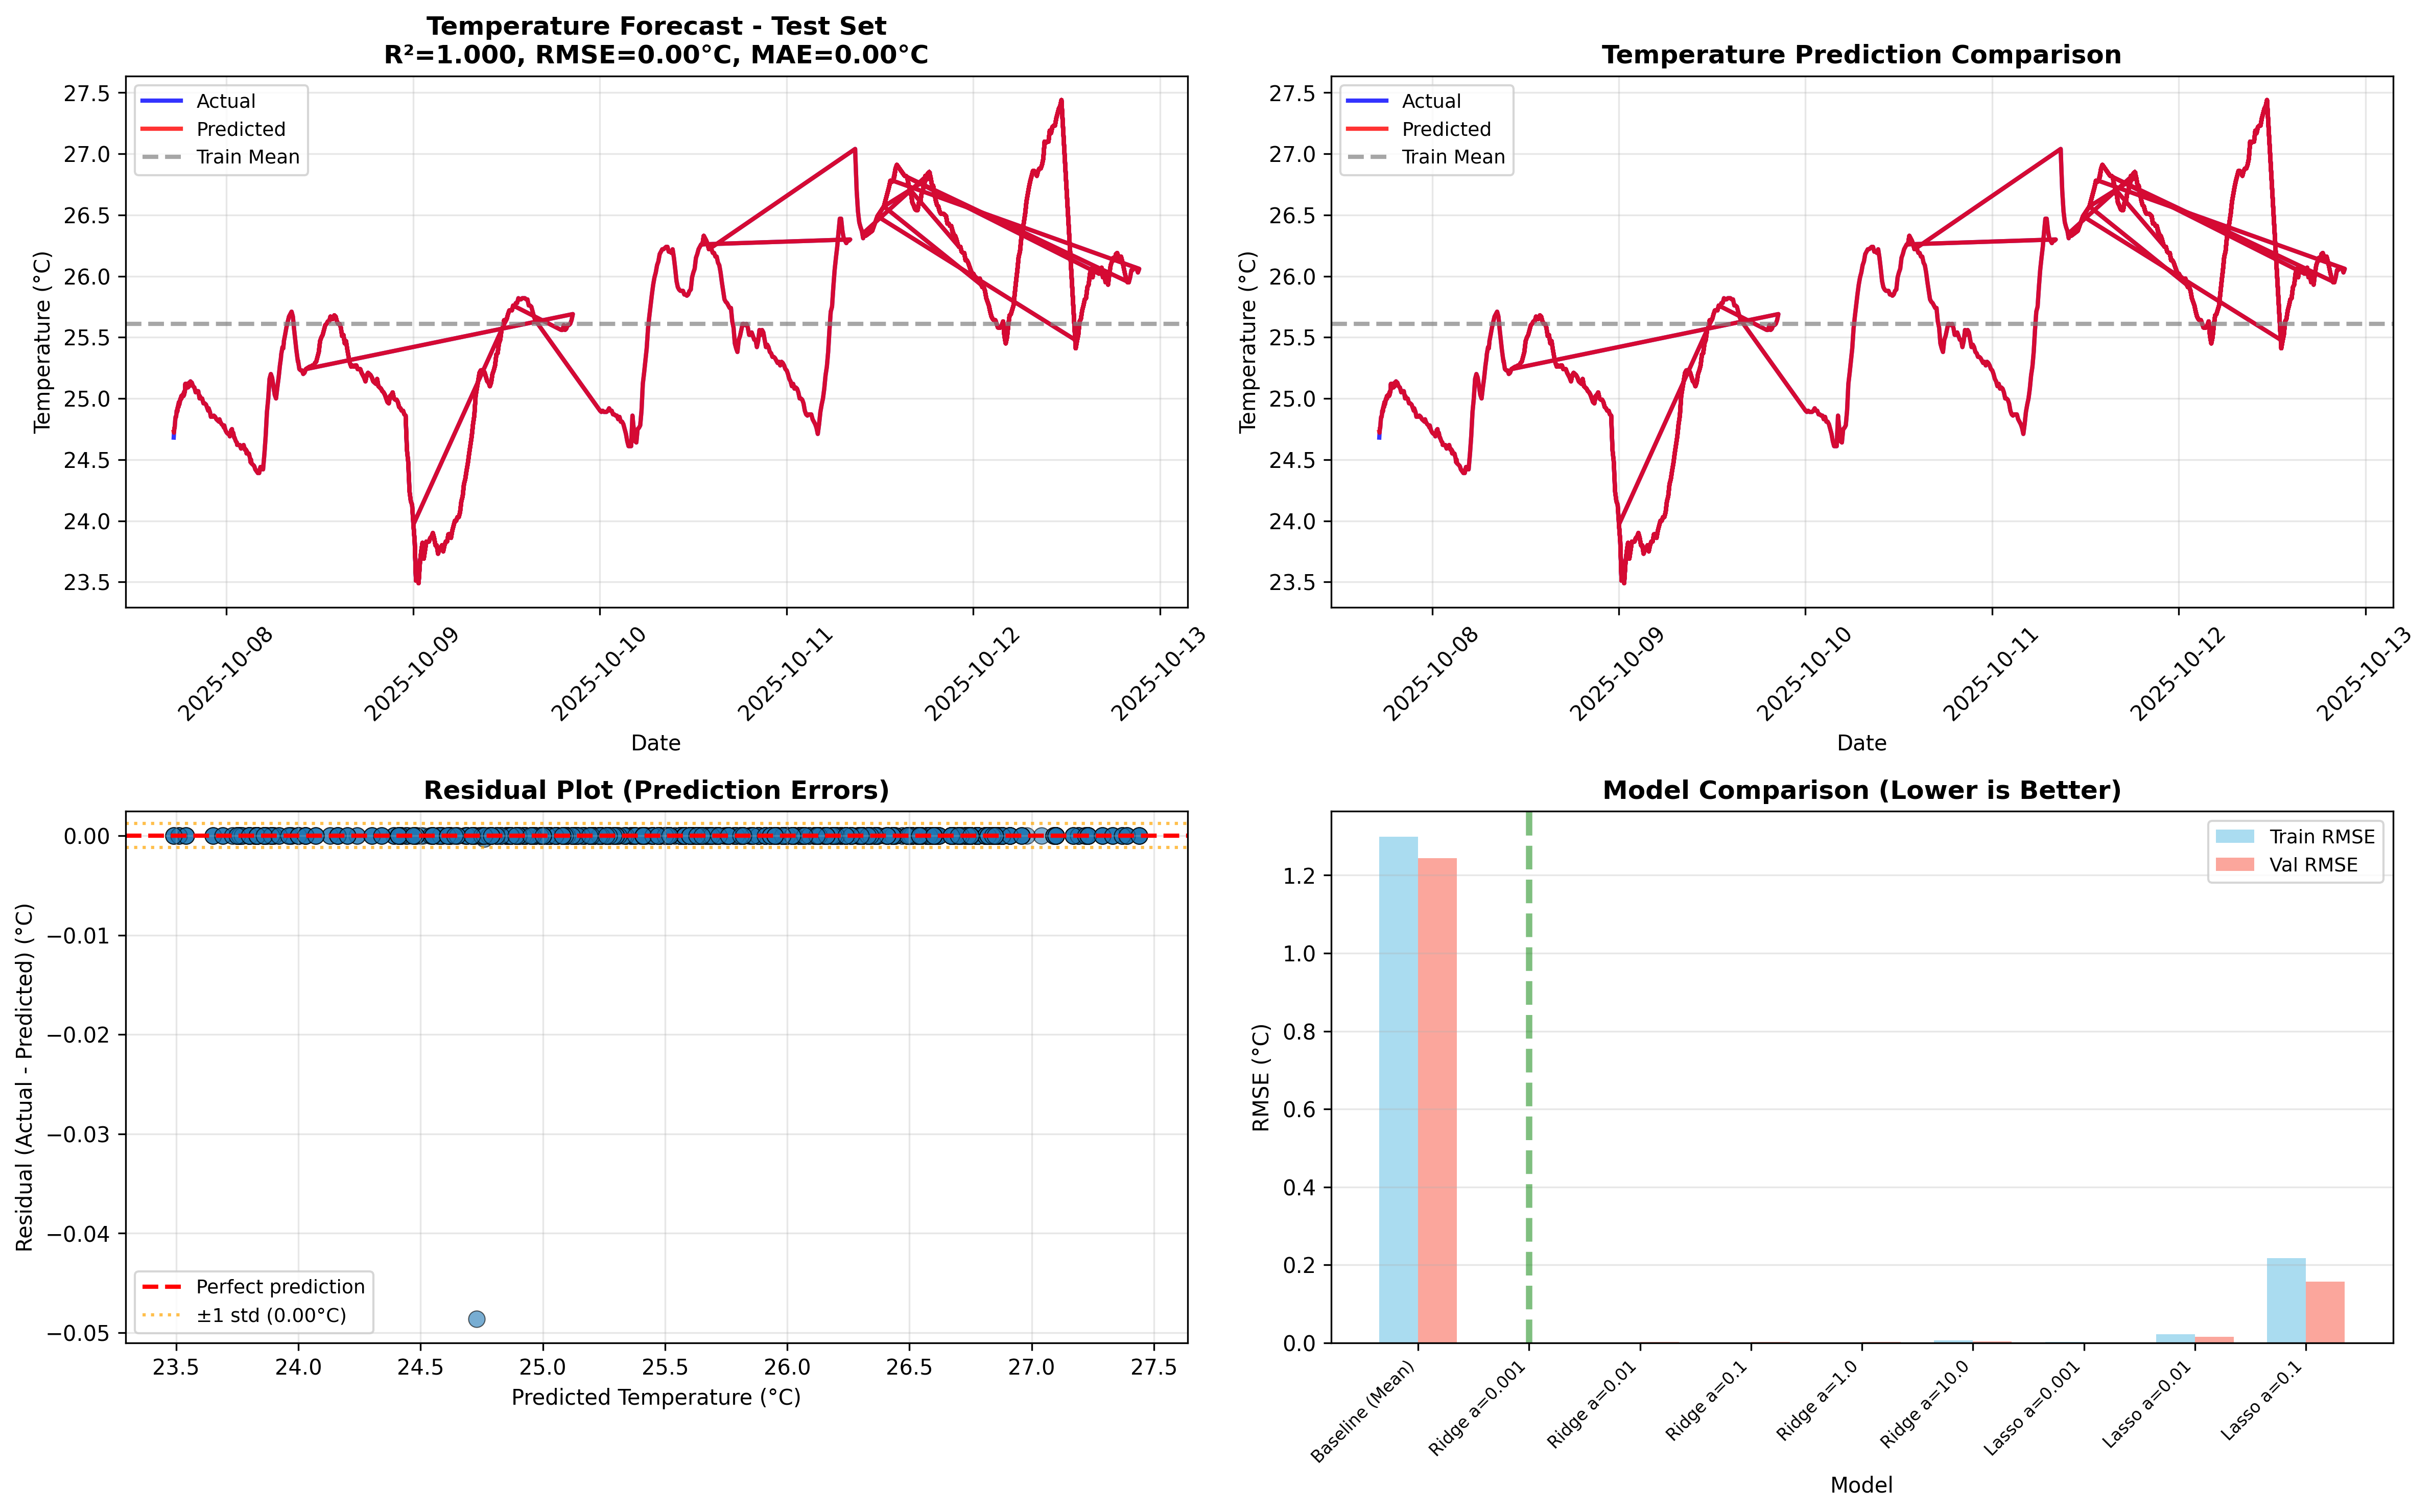 Temperature Forecast - Test Set
R²=1.000, RMSE=0.00°C, MAE=0.00°C
Actual
Predicted
Train Mean
Temperature (°C)
27.5
27.0
26.5
26.0
25.5
25.0
24.5
24.0
23.5
2025-10-08
2025-10-09
2025-10-10
2025-10-11
2025-10-12
2025-10-13
Date
Temperature Prediction Comparison
Actual
Predicted
Train Mean
Temperature (°C)
27.5
27.0
26.5
26.0
25.5
25.0
24.5
24.0
23.5
2025-10-08
2025-10-09
2025-10-10
2025-10-11
2025-10-12
2025-10-13
Date
Residual Plot (Prediction Errors)
Residual (Actual - Predicted) (°C)
0.00
−0.01
−0.02
−0.03
−0.04
−0.05
Perfect prediction
±1 std (0.00°C)
23.5
24.0
24.5
25.0
25.5
26.0
26.5
27.0
27.5
Predicted Temperature (°C)
Model Comparison (Lower is Better)
Train RMSE
Val RMSE
RMSE (°C)
1.2
1.0
0.8
0.6
0.4
0.2
0.0
Baseline (Mean)
Ridge a=0.001
Ridge a=0.01
Ridge a=0.1
Ridge a=1.0
Ridge a=10.0
Lasso a=0.001
Lasso a=0.01
Lasso a=0.1
Model